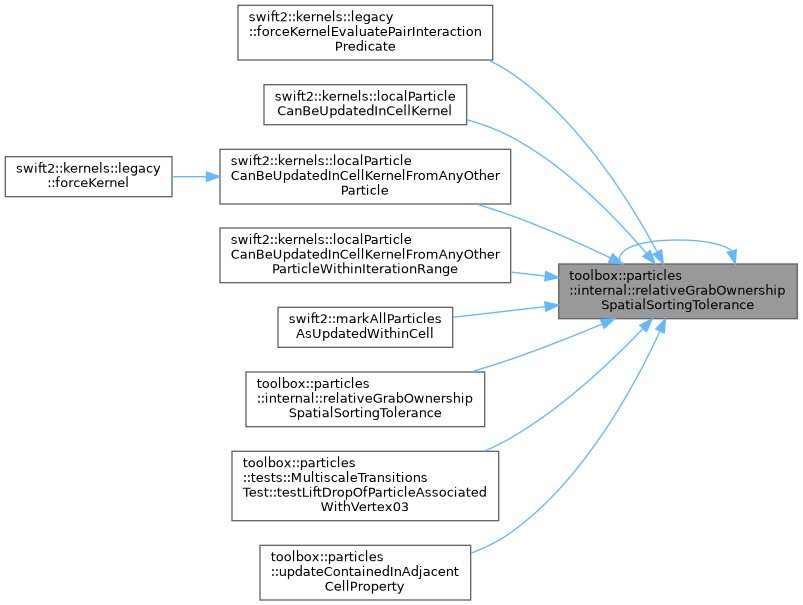 swift2::kernels::legacy
::forceKernelEvaluatePairInteraction
Predicate
swift2::kernels::localParticle
CanBeUpdatedInCellKernel
swift2::kernels::legacy
::forceKernel
swift2::kernels::localParticle
CanBeUpdatedInCellKernelFromAnyOther
Particle
swift2::kernels::localParticle
CanBeUpdatedInCellKernelFromAnyOther
ParticleWithinIterationRange
toolbox::particles
::internal::relativeGrabOwnership
SpatialSortingTolerance
swift2::markAllParticles
AsUpdatedWithinCell
toolbox::particles
::internal::relativeGrabOwnership
SpatialSortingTolerance
toolbox::particles
::tests::MultiscaleTransitions
Test::testLiftDropOfParticleAssociated
WithVertex03
toolbox::particles
::updateContainedInAdjacent
CellProperty